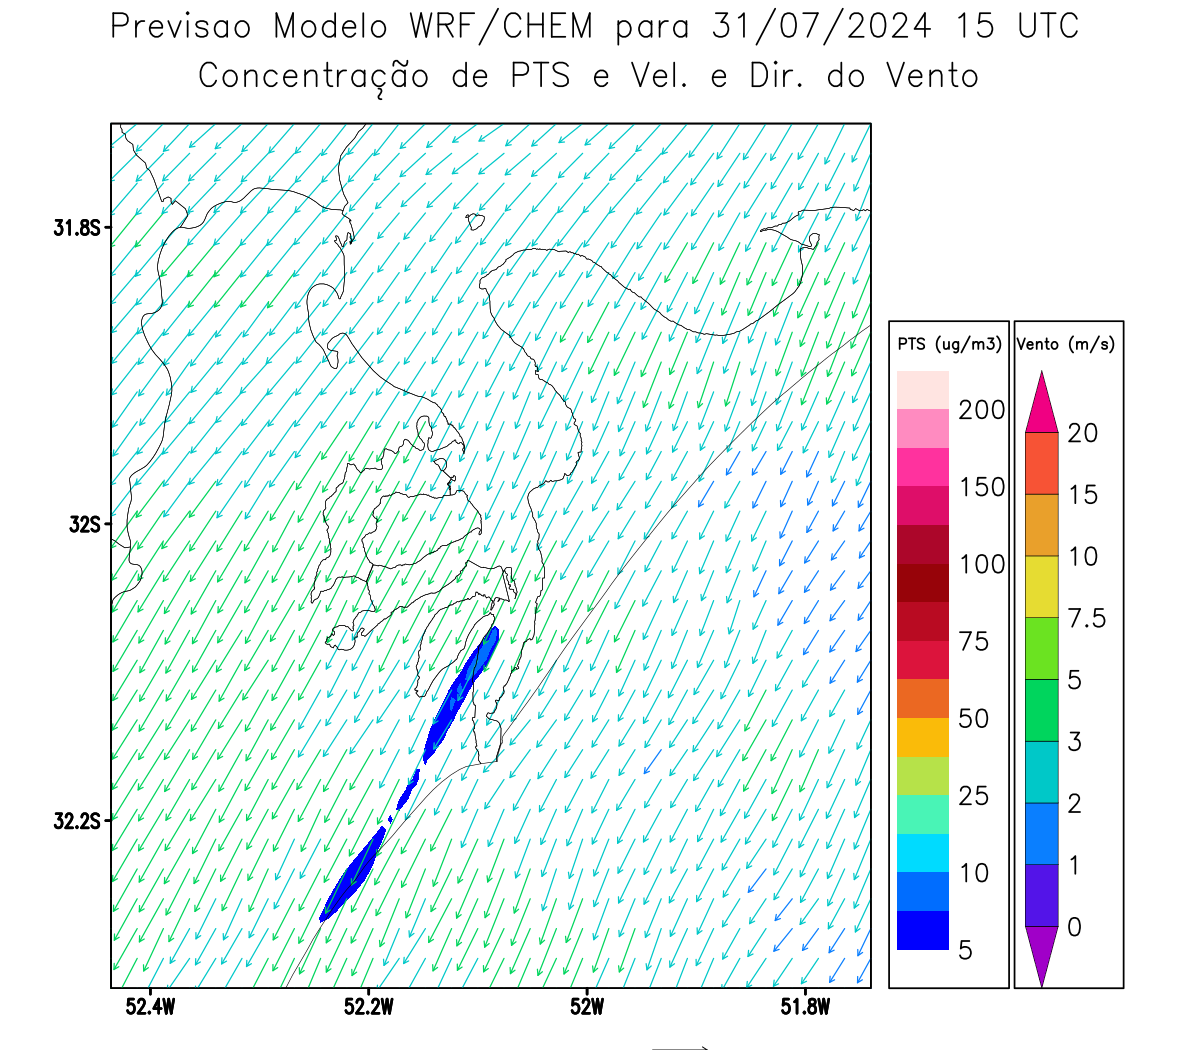 Previsao Modelo WRF/CHEM para 31/07/2024 15 UTC
Concentração de PTS e Vel. e Dir. do Vento
31.8S
32S
32.2S
52.4W 52.2W 52W 51.8W
PTS (ug/m3)
200
150
100
75
50
25
10
5
Vento (m/s)
20
15
10
7.5
5
3
2
1
0